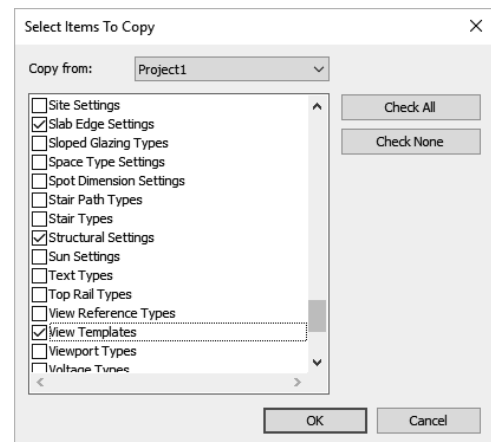 Select Items To Copy
Copy from: Project1
Site Settings
Slab Edge Settings
Sloped Glazing Types
Space Type Settings
Spot Dimension Settings
Stair Path Types
Stair Types
Structural Settings
Sun Settings
Text Types
Top Rail Types
View Reference Types
View Templates
Viewport Types
Voltage Types
Check All
Check None
OK Cancel